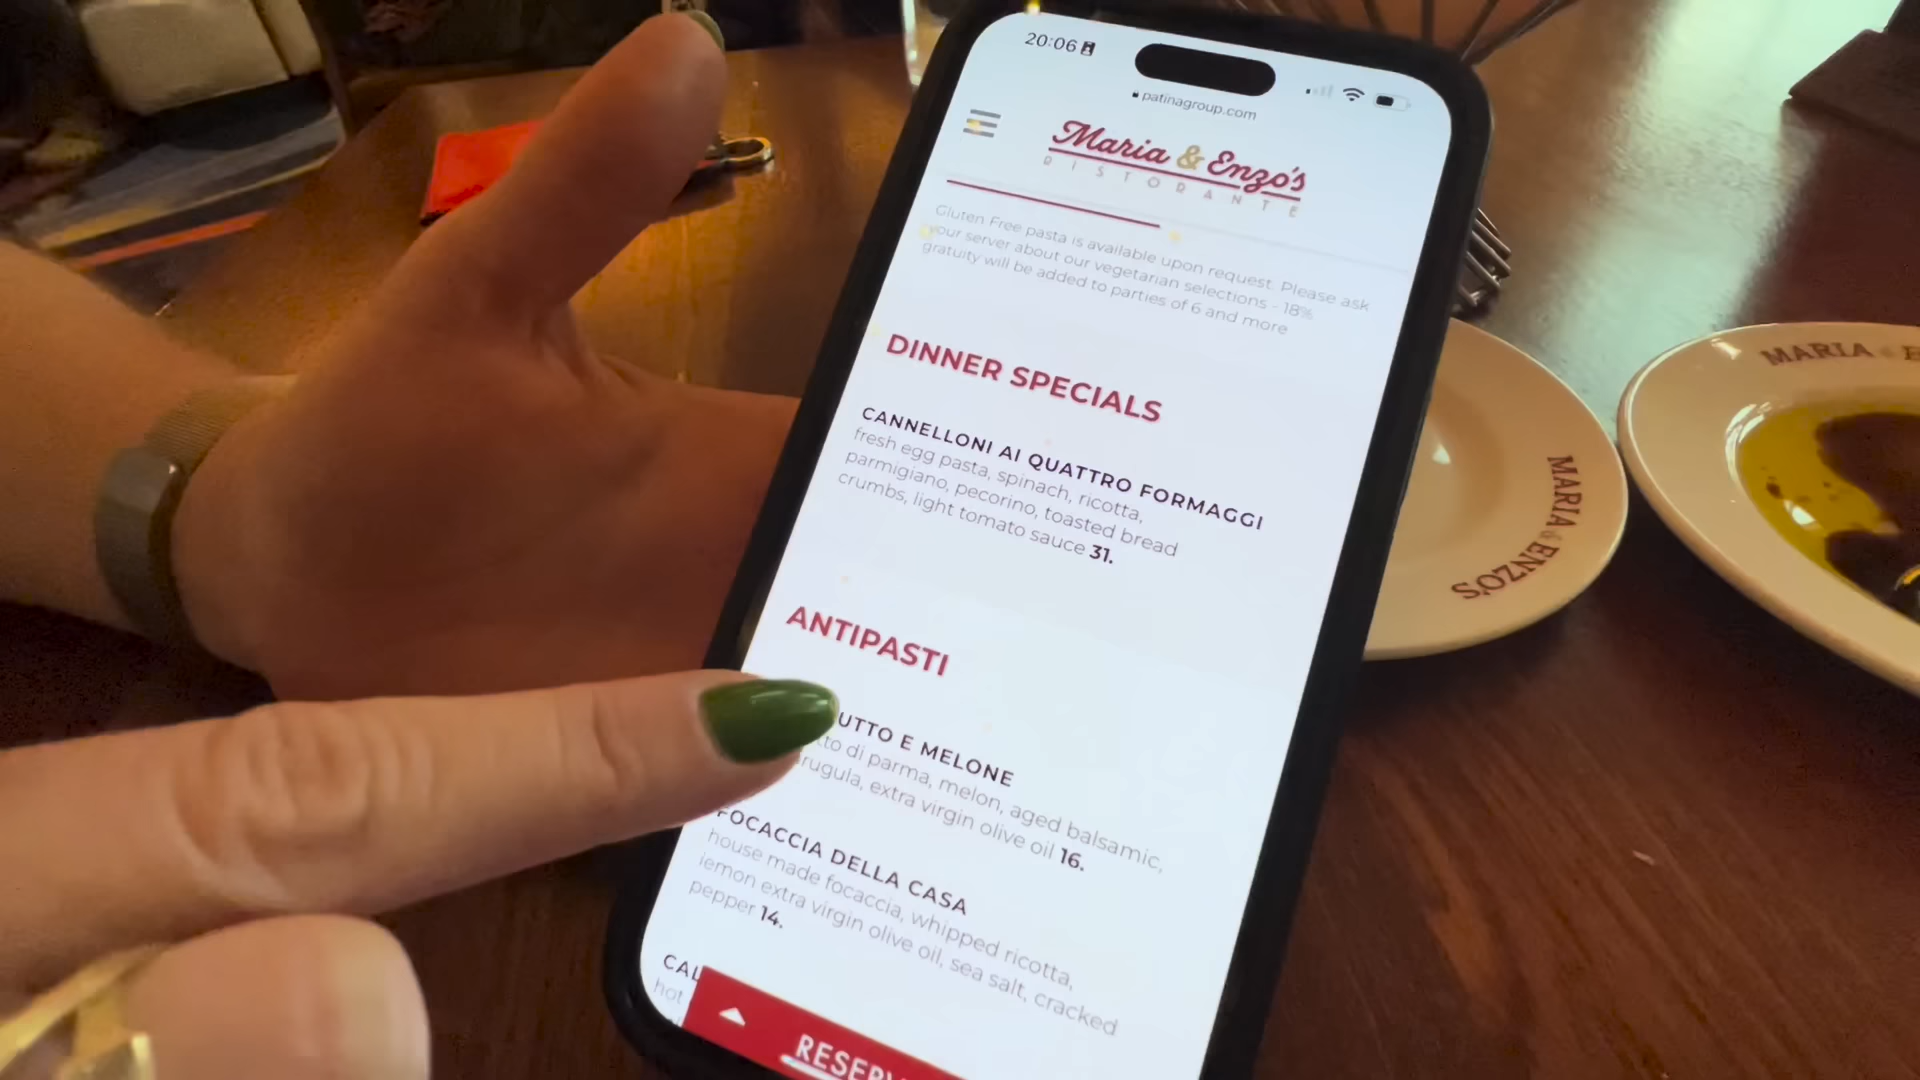 20:06
patinagroup.com
Maria & Enzo's
RISTORANTE
Gluten Free pasta is available upon request. Please ask
your server about our vegetarian selections - 18%
gratuity will be added to parties of 6 and more
DINNER SPECIALS
CANNELLONI AI QUATTRO FORMAGGI
fresh egg pasta, spinach, ricotta,
parmigiano, pecorino, toasted bread
crumbs, light tomato sauce 31.
ANTIPASTI
UTTO E MELONE
di parma, melon, aged balsamic,
rugula, extra virgin olive oil 16.
FOCACCIA DELLA CASA
house made focaccia, whipped ricotta,
lemon extra virgin olive oil, sea salt, cracked
pepper 14.
CAL
hot
RESERV
MARIA & ENZO'S
MARIA & E